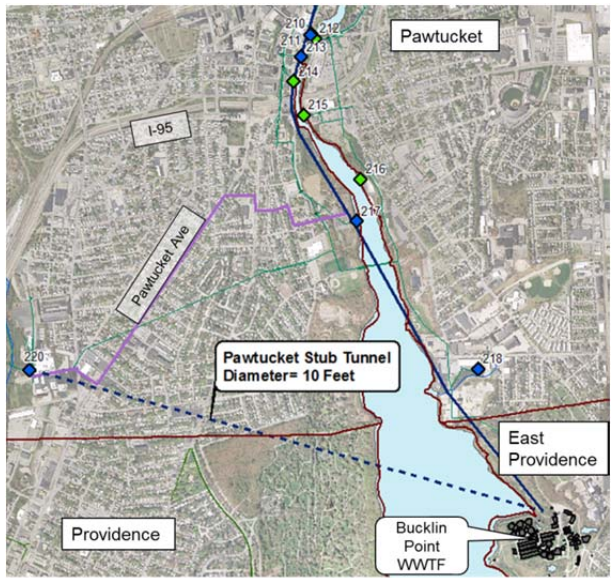 210
212
Pawtucket
211
213
214
I-95
215
216
217
Pawtucket Ave
220
Pawtucket Stub Tunnel
Diameter= 10 Feet
218
East
Providence
Providence
Bucklin
Point
WWTF